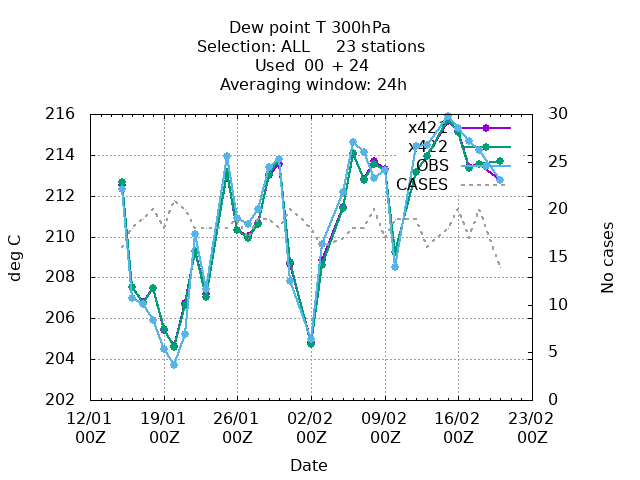 Dew point T 300hPa
Selection: ALL 23 stations
Used 00 + 24
Averaging window: 24h
216
214
212
210
208
206
204
202
30
25
20
15
10
5
0
deg C
No cases
x421
x422
OBS
CASES
12/01 19/01 26/01 02/02 09/02 16/02 23/02
00Z 00Z 00Z 00Z 00Z 00Z 00Z
Date